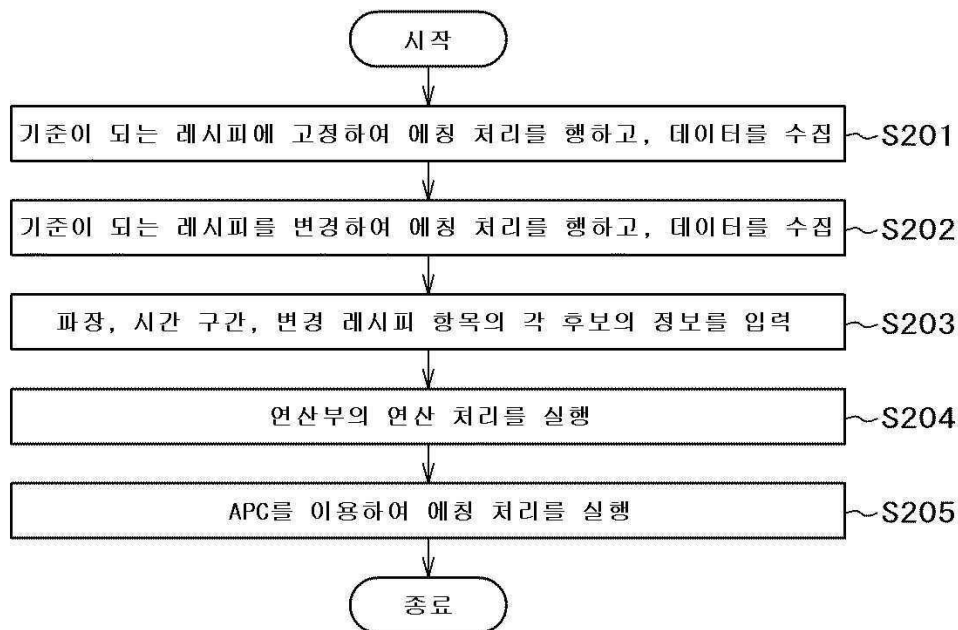 시작
기준이 되는 레시피에 고정하여 에칭 처리를 행하고, 데이터를 수집 S201
기준이 되는 레시피를 변경하여 에칭 처리를 행하고, 데이터를 수집 S202
파장, 시간 구간, 변경 레시피 항목의 각 후보의 정보를 입력 S203
연산부의 연산 처리를 실행 S204
APC를 이용하여 에칭 처리를 실행 S205
종료